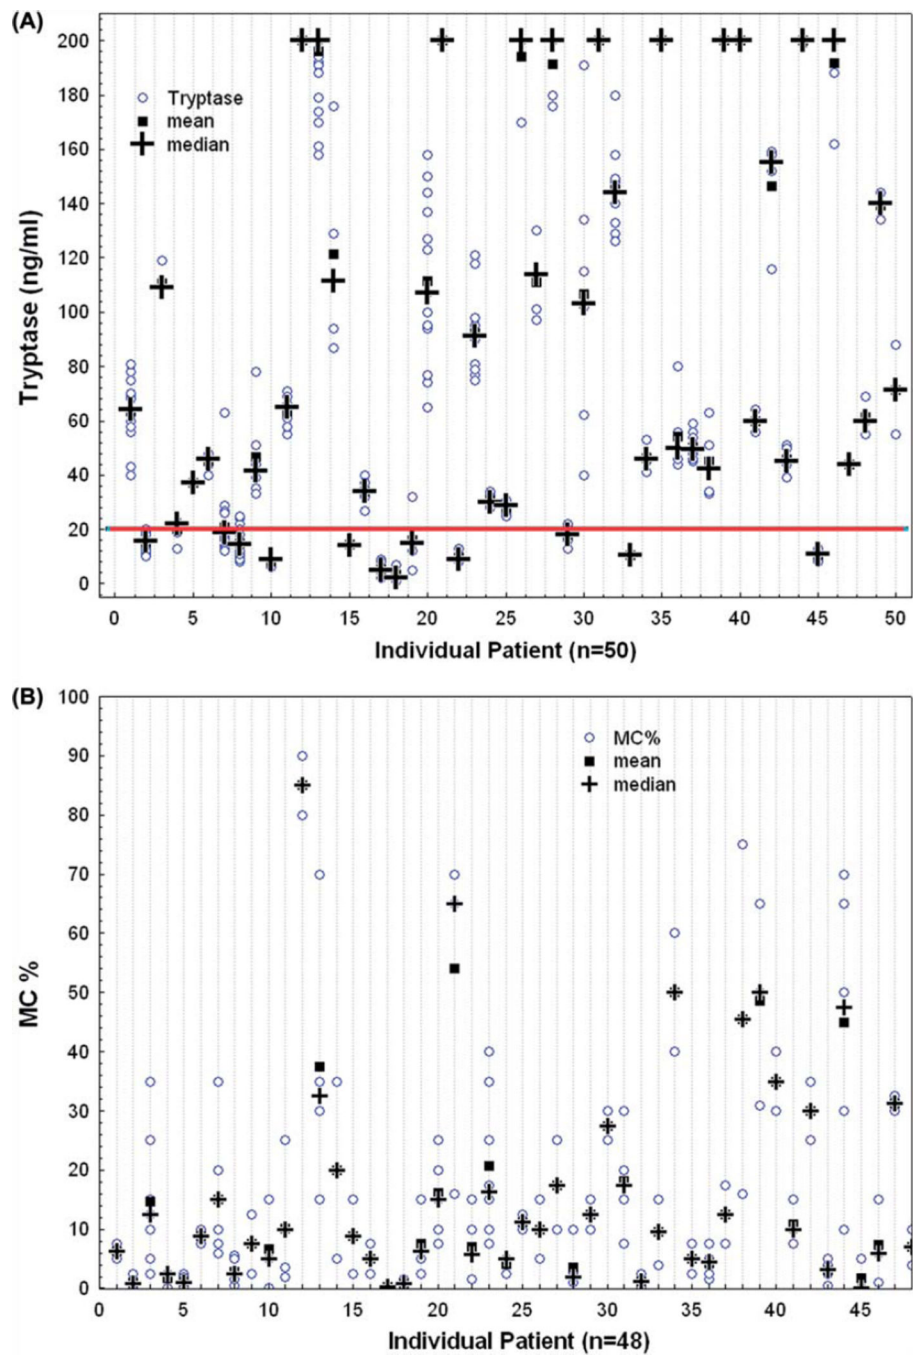 (A)
200
180
160
140
120
100
80
60
40
20
0
Tryptase (ng/ml)
Tryptase
mean
median
0 5 10 15 20 25 30 35 40 45 50
Individual Patient (n=50)
(B)
100
90
80
70
60
50
40
30
20
10
0
MC %
MC%
mean
median
0 5 10 15 20 25 30 35 40 45
Individual Patient (n=48)